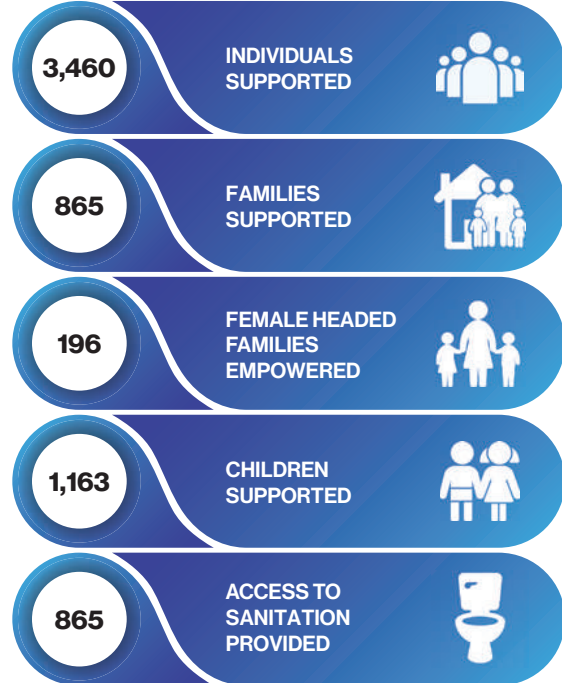 3,460
INDIVIDUALS
SUPPORTED
865
FAMILIES
SUPPORTED
196
FEMALE HEADED
FAMILIES
EMPOWERED
1,163
CHILDREN
SUPPORTED
865
ACCESS TO
SANITATION
PROVIDED